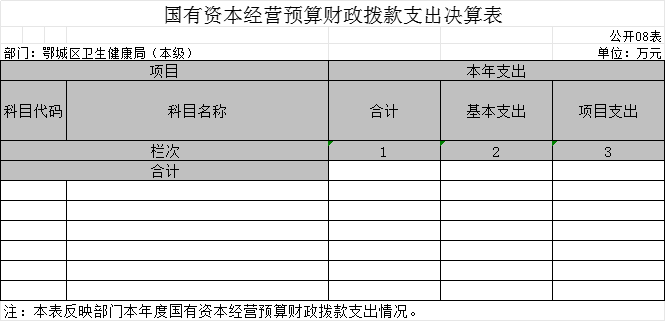 国有资本经营预算财政拨款支出决算表
公开08表
部门：鄂城区卫生健康局（本级） 单位：万元
项目 本年支出
科目代码 科目名称 合计 基本支出 项目支出
栏次 1 2 3
合计
注：本表反映部门本年度国有资本经营预算财政拨款支出情况。